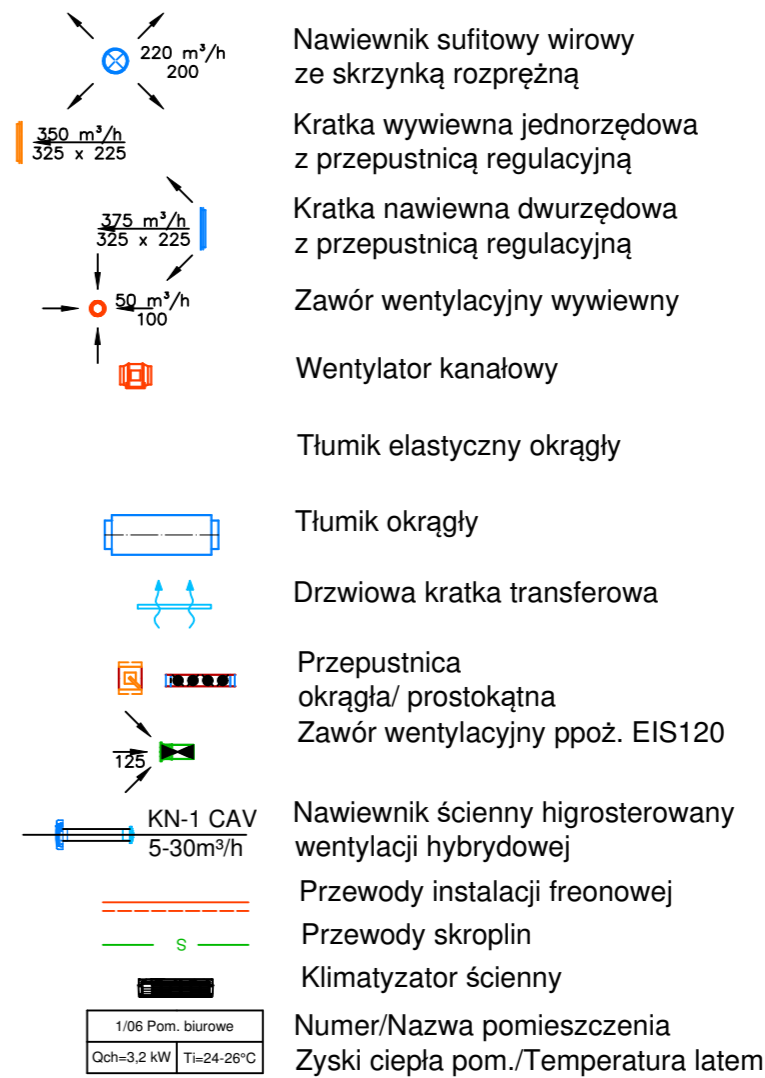 220 m³/h
200
Nawiewnik sufitowy wirowy
ze skrzynką rozprężną
350 m³/h
325 x 225
Kratka wywiewna jednorzędowa
z przepustnicą regulacyjną
375 m³/h
325 x 225
Kratka nawiewna dwurzędowa
z przepustnicą regulacyjną
50 m³/h
100
Zawór wentylacyjny wywiewny
Wentylator kanałowy
Tłumik elastyczny okrągły
Tłumik okrągły
Drzwiowa kratka transferowa
Przepustnica
okrągła/ prostokątna
Zawór wentylacyjny ppoż. EIS120
125
KN-1 CAV
5-30m³/h
Nawiewnik ścienny higrosterowany
wentylacji hybrydowej
Przewody instalacji freonowej
S
Przewody skroplin
Klimatyzator ścienny
1/06 Pom. biurowe
Qch=3,2 kW Ti=24-26°C
Numer/Nazwa pomieszczenia
Zyski ciepła pom./Temperatura latem